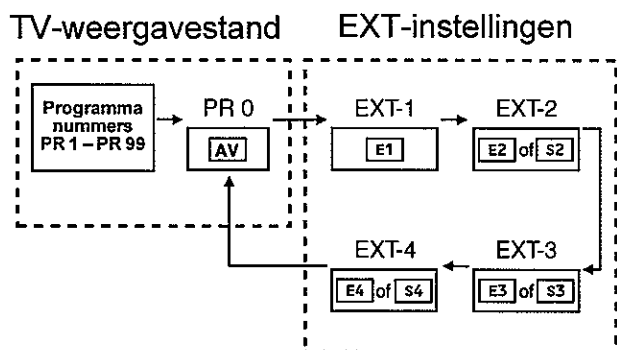 TV-weergavestand
EXT-instellingen
Programma
nummers
PR 1 – PR 99
PR 0
AV
EXT-1
E1
EXT-2
E2 of S2
EXT-4
E4 of S4
EXT-3
E3 of S3